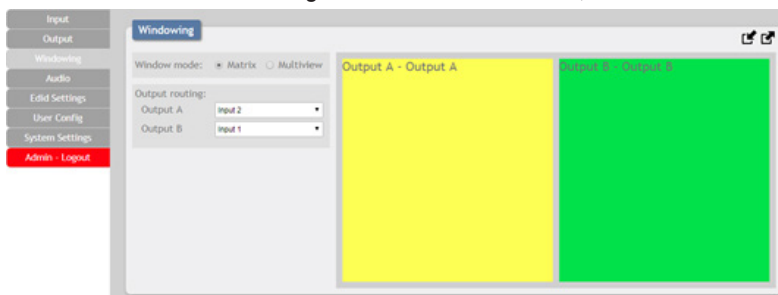 Input
Output
Windowing
Audio
Edid Settings
User Config
System Settings
Admin - Logout
Windowing
Window mode: Matrix Multiview
Output routing:
Output A Input 2
Output B Input 1
Output A - Output A
Output B - Output B